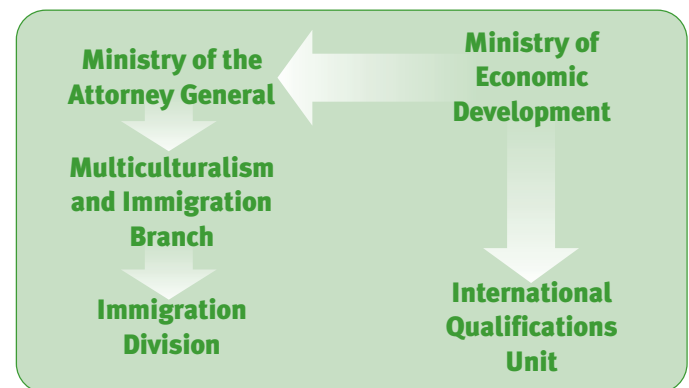 Ministry of the
Attorney General
Multiculturalism
and Immigration
Branch
Immigration
Division
Ministry of
Economic
Development
International
Qualifications
Unit